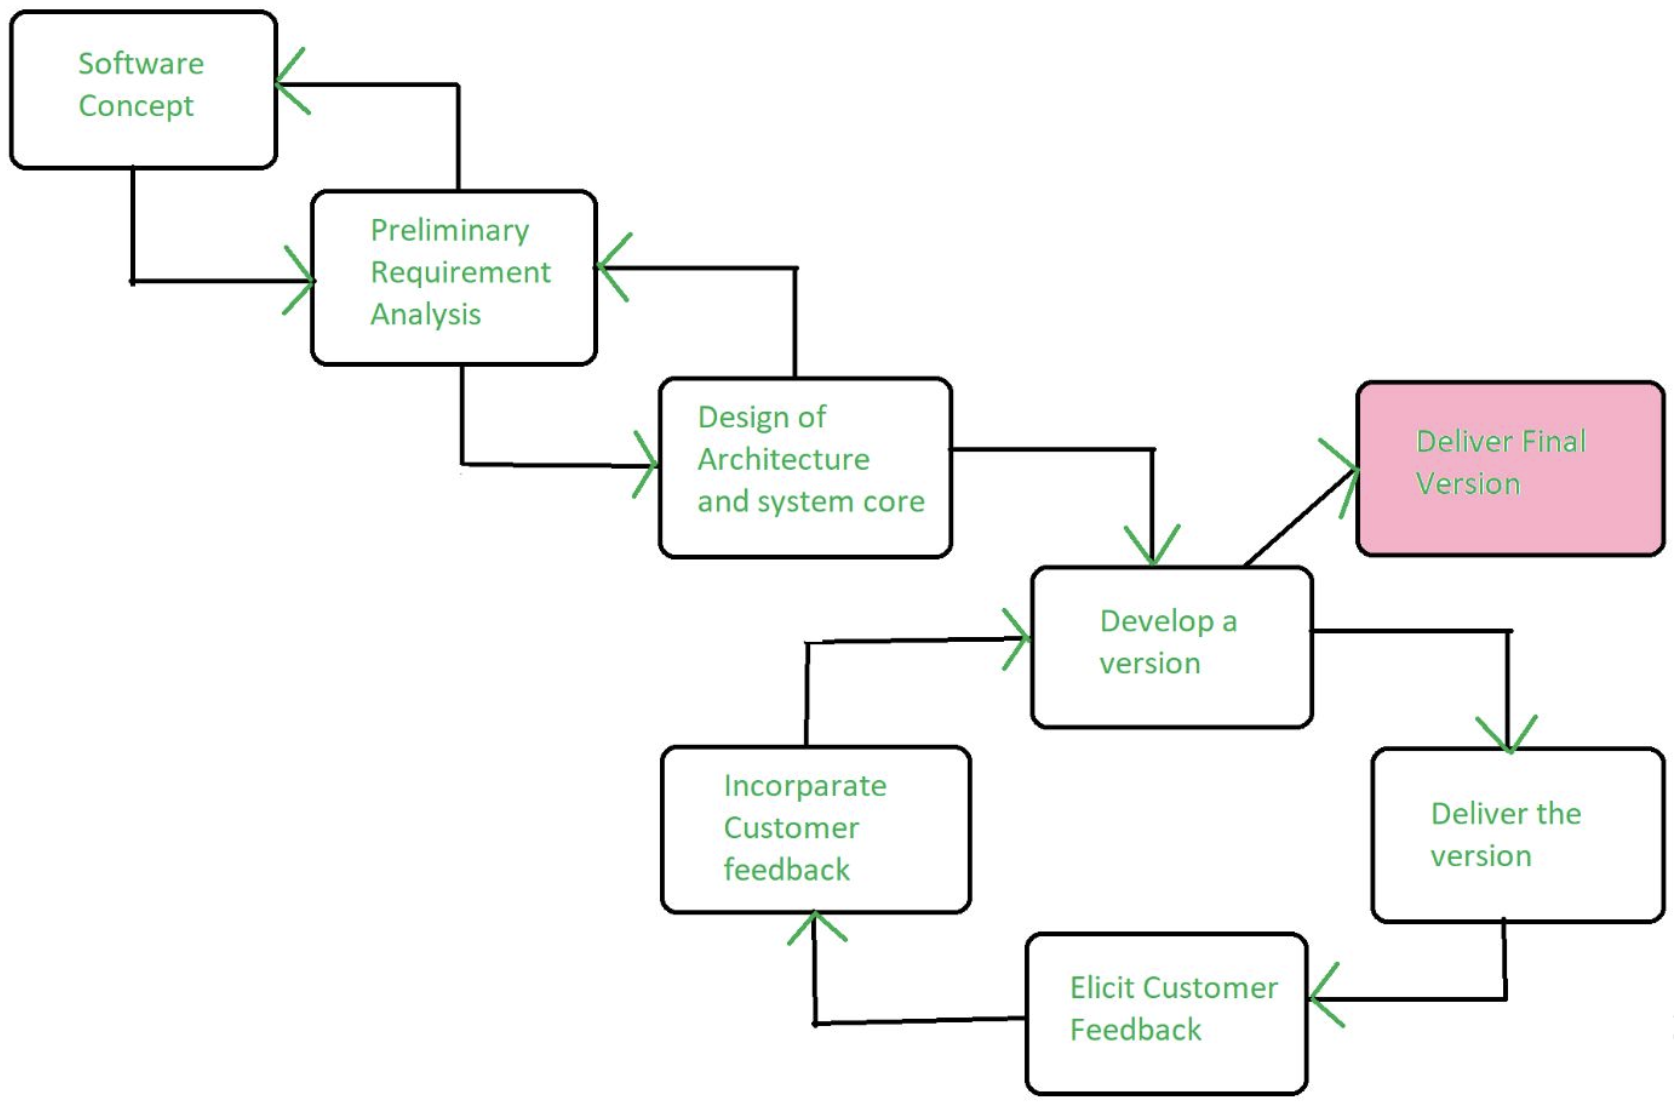 Software
Concept
Preliminary
Requirement
Analysis
Design of
Architecture
and system core
Deliver Final
Version
Develop a
version
Incorparate
Customer
feedback
Deliver the
version
Elicit Customer
Feedback